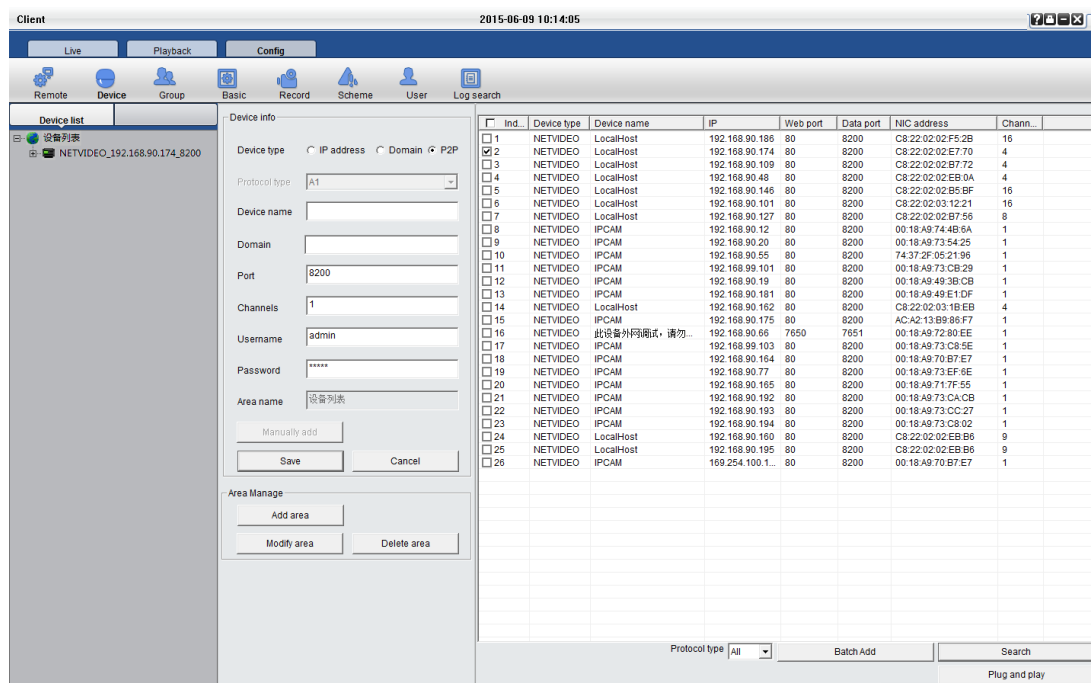 Client 2015-06-09 10:14:05
Live Playback Config
Remote Device Group Basic Record Scheme User Log search
Device list
设备列表
NETVIDEO_192.168.90.174_8200
Device info
Device type IP address Domain P2P
Protocol type A1
Device name
Domain
Port 8200
Channels 1
Username admin
Password *****
Area name 设备列表
Manually add
Save Cancel
Area Manage
Add area
Modify area Delete area
Ind... Device type Device name IP Web port Data port NIC address Chann...
1 NETVIDEO LocalHost 192.168.90.186 80 8200 C8:22:02:02:F5:2B 16
2 NETVIDEO LocalHost 192.168.90.174 80 8200 C8:22:02:02:E7:70 4
3 NETVIDEO LocalHost 192.168.90.109 80 8200 C8:22:02:02:B7:72 4
4 NETVIDEO LocalHost 192.168.90.48 80 8200 C8:22:02:02:EB:0A 4
5 NETVIDEO LocalHost 192.168.90.146 80 8200 C8:22:02:02:B5:BF 16
6 NETVIDEO LocalHost 192.168.90.101 80 8200 C8:22:02:03:12:21 16
7 NETVIDEO LocalHost 192.168.90.127 80 8200 C8:22:02:02:B7:56 8
8 NETVIDEO IPCAM 192.168.90.12 80 8200 00:18:A9:74:4B:6A 1
9 NETVIDEO IPCAM 192.168.90.20 80 8200 00:18:A9:73:54:25 1
10 NETVIDEO IPCAM 192.168.90.55 80 8200 74:37:2F:05:21:96 1
11 NETVIDEO IPCAM 192.168.99.101 80 8200 00:18:A9:73:CB:29 1
12 NETVIDEO IPCAM 192.168.90.19 80 8200 00:18:A9:49:3B:CB 1
13 NETVIDEO IPCAM 192.168.90.181 80 8200 00:18:A9:49:E1:DF 1
14 NETVIDEO LocalHost 192.168.90.162 80 8200 C8:22:02:03:1B:EB 4
15 NETVIDEO IPCAM 192.168.90.175 80 8200 AC:A2:13:B9:86:F7 1
16 NETVIDEO 此设备外网调试，请勿... 192.168.90.66 7650 7651 00:18:A9:72:80:EE 1
17 NETVIDEO IPCAM 192.168.99.103 80 8200 00:18:A9:73:C8:5E 1
18 NETVIDEO IPCAM 192.168.90.164 80 8200 00:18:A9:70:B7:E7 1
19 NETVIDEO IPCAM 192.168.90.77 80 8200 00:18:A9:73:EF:6E 1
20 NETVIDEO IPCAM 192.168.90.165 80 8200 00:18:A9:71:7F:55 1
21 NETVIDEO IPCAM 192.168.90.192 80 8200 00:18:A9:73:CA:CB 1
22 NETVIDEO IPCAM 192.168.90.193 80 8200 00:18:A9:73:CC:27 1
23 NETVIDEO IPCAM 192.168.90.194 80 8200 00:18:A9:73:C8:02 1
24 NETVIDEO LocalHost 192.168.90.160 80 8200 C8:22:02:02:EB:B6 9
25 NETVIDEO LocalHost 192.168.90.195 80 8200 C8:22:02:02:EB:B6 9
26 NETVIDEO IPCAM 169.254.100.1... 80 8200 00:18:A9:70:B7:E7 1
Protocol type All Batch Add Search
Plug and play